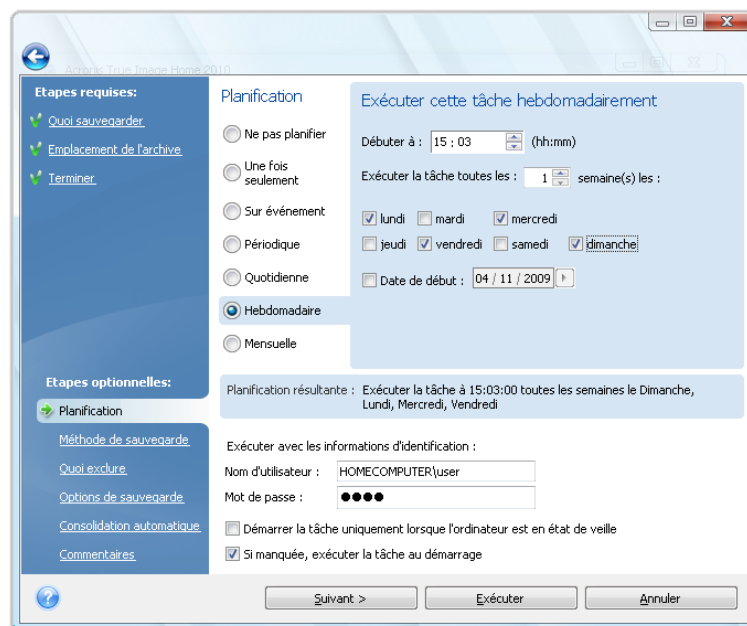 Acronis True Image Home 2010
Etapes requises:
Quoi sauvegarder
Emplacement de l'archive
Terminer
Planification
Ne pas planifier
Une fois
seulement
Sur événement
Périodique
Quotidienne
Hebdomadaire
Mensuelle
Exécuter cette tâche hebdomadairement
Débuter à : 15 : 03 (hh:mm)
Exécuter la tâche toutes les : 1 semaine(s) les :
lundi mardi mercredi
jeudi vendredi samedi dimanche
Date de début : 04 / 11 / 2009
Planification résultante : Exécuter la tâche à 15:03:00 toutes les semaines le Dimanche,
Lundi, Mercredi, Vendredi
Etapes optionnelles:
Planification
Méthode de sauvegarde
Quoi exclure
Options de sauvegarde
Consolidation automatique
Commentaires
Exécuter avec les informations d'identification :
Nom d'utilisateur : HOMECOMPUTER\user
Mot de passe : ●●●●
Démarrer la tâche uniquement lorsque l'ordinateur est en état de veille
Si manquée, exécuter la tâche au démarrage
Suivant > Exécuter Annuler